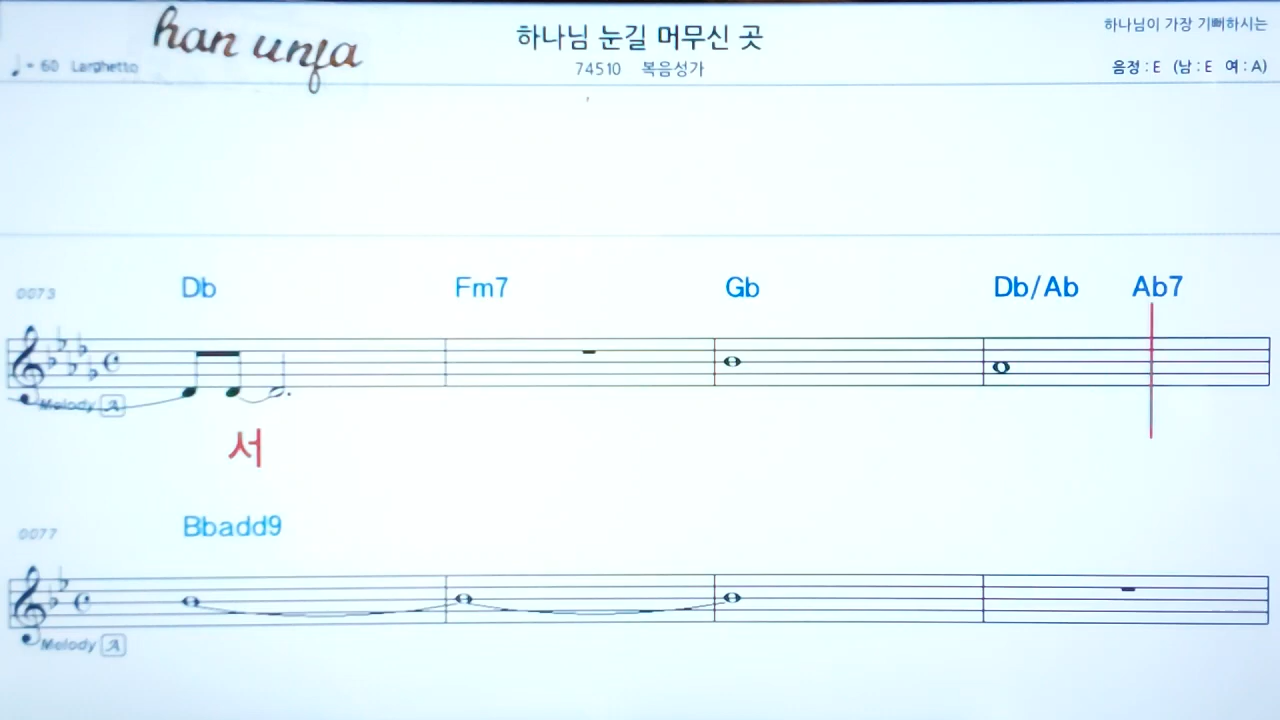 han unja
하나님 눈길 머무신 곳
하나님이 가장 기뻐하시는
♩= 60 Larghetto
74510 복음성가
음정 : E (남 : E 여 : A)
0073
Db Fm7 Gb Db/Ab Ab7
Melody A
서
0077
Bbadd9
Melody A